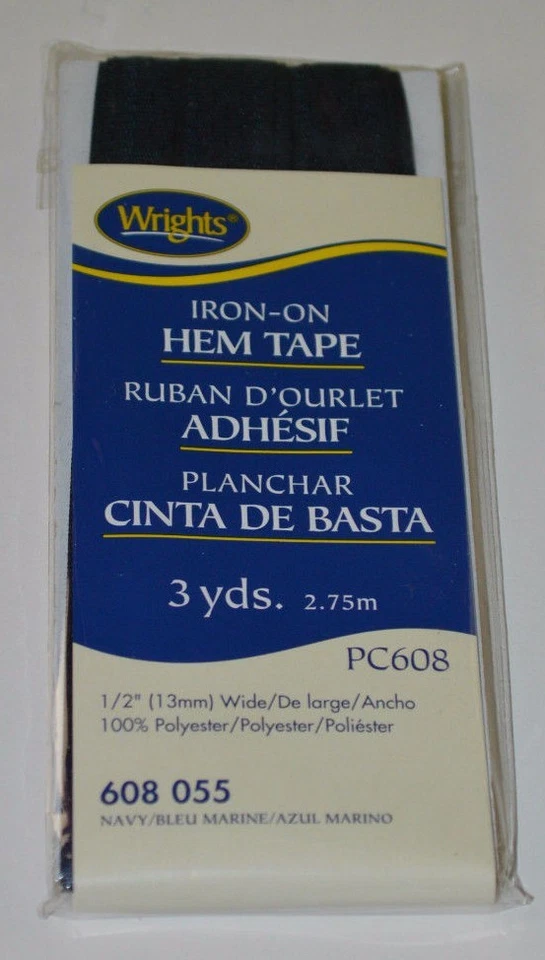 Wrights®
IRON-ON
HEM TAPE
RUBAN D'OURLET
ADHÉSIF
PLANCHAR
CINTA DE BASTA
3 yds. 2.75m
PC608
1/2" (13mm) Wide/De large/Ancho
100% Polyester/Polyester/Poliéster
608 055
NAVY/BLEU MARINE/AZUL MARINO